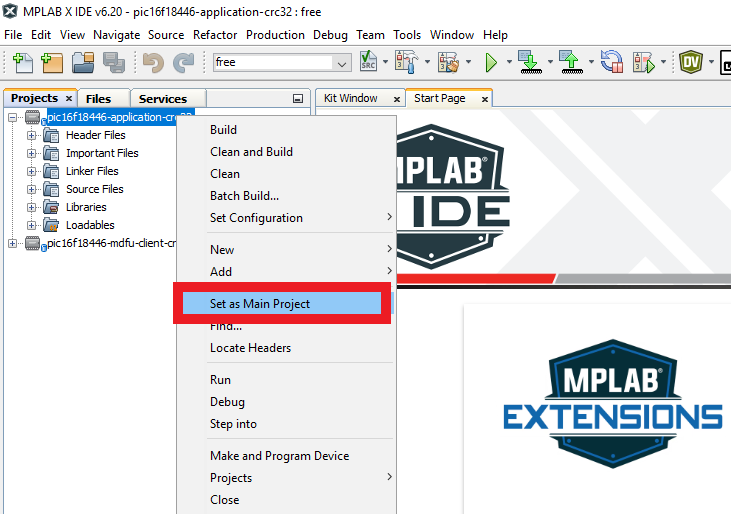 MPLAB X IDE v6.20 - pic16f18446-application-crc32 : free
File Edit View Navigate Source Refactor Production Debug Team Tools Window Help
free
SRC
DV
Projects × Files Services
Kit Window × Start Page ×
pic16f18446-application-crc32
Header Files
Important Files
Linker Files
Source Files
Libraries
Loadables
pic16f18446-mdfu-client-cr
Build
Clean and Build
Clean
Batch Build...
Set Configuration
New
Add
Set as Main Project
Find...
Locate Headers
Run
Debug
Step into
Make and Program Device
Projects
Close
MPLAB®
IDE
MPLAB®
EXTENSIONS